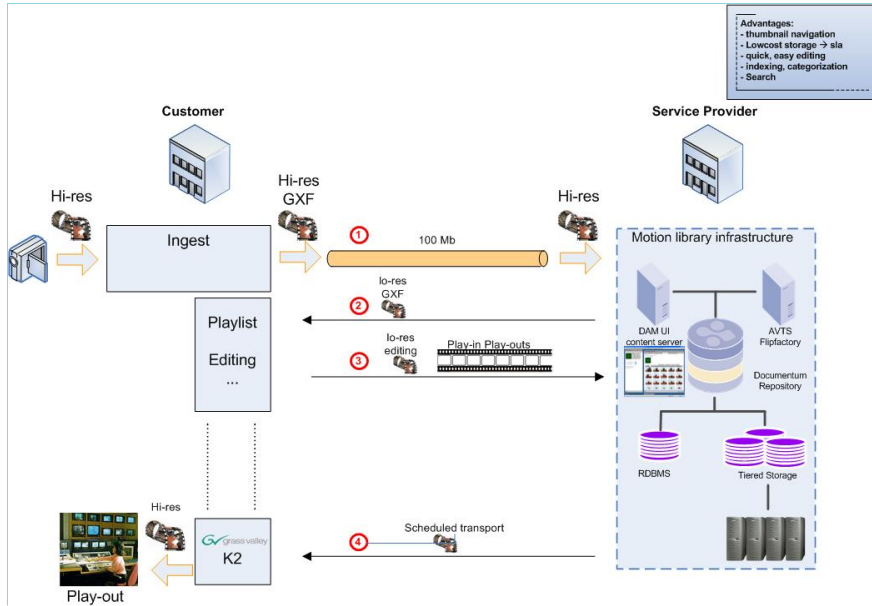 Advantages:
- thumbnail navigation
- Lowcost storage → sla
- quick, easy editing
- indexing, categorization
- Search
Customer
Service Provider
Hi-res
Hi-res
GXF
Hi-res
Ingest
1
100 Mb
Motion library infrastructure
2
lo-res
GXF
DAM UI
content server
AVTS
Flipfactory
Playlist
Editing
...
3
lo-res
editing
Play-in Play-outs
Documentum
Repository
RDBMS
Tiered Storage
Hi-res
GV grass valley
K2
4
Scheduled transport
Play-out